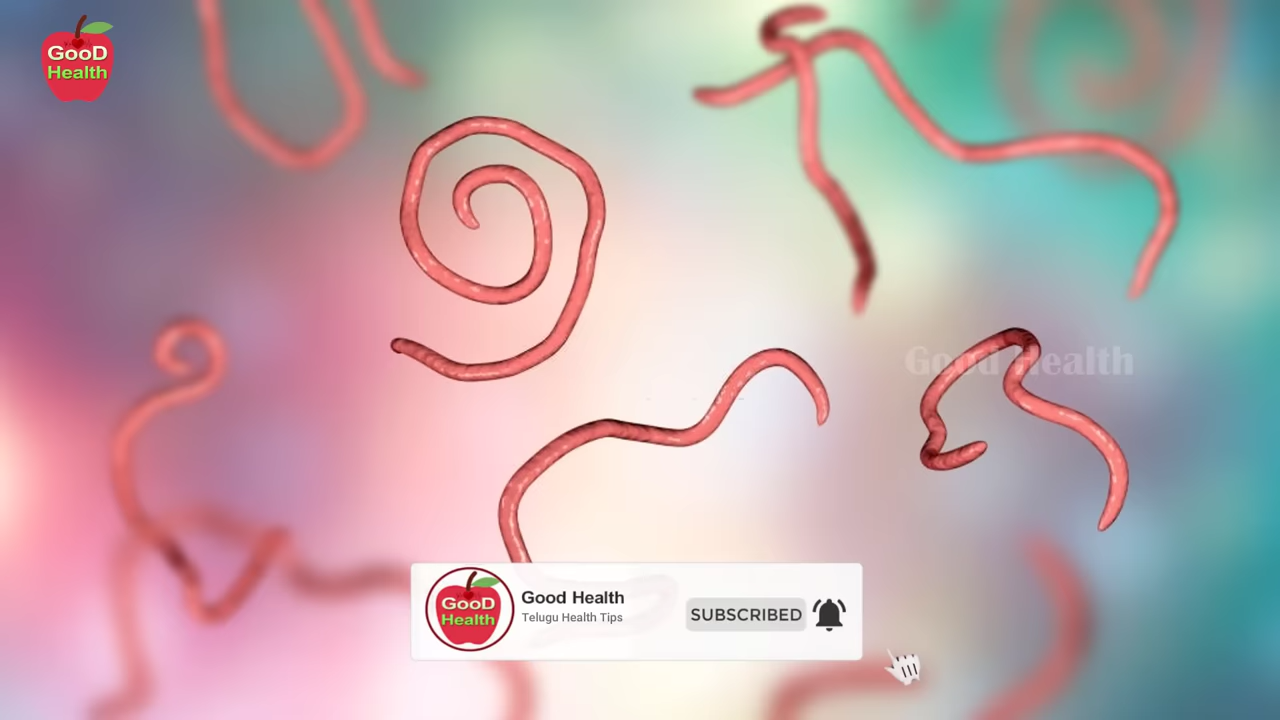 GooD
Health
Good Health
GooD
Health
Good Health
Telugu Health Tips
SUBSCRIBED